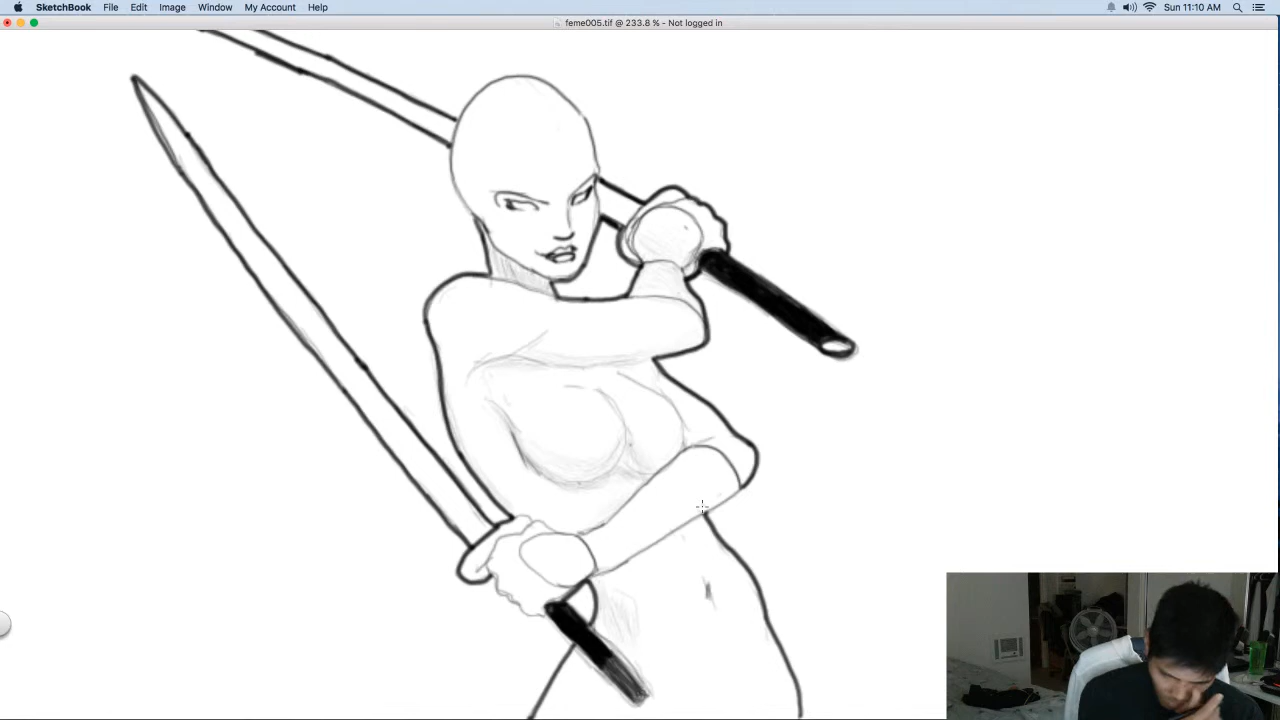 SketchBook File Edit Image Window My Account Help Sun 11:10 AM
feme005.tif @ 233.8 % - Not logged in